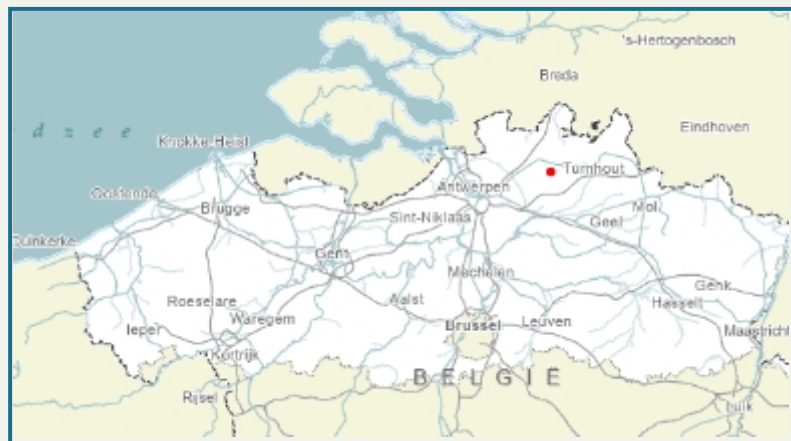 's-Hertogenbosch
Breda
Eindhoven
d z e e
Knokke-Heist
Turnhout
Antwerpen
Oostende
Brugge
Sint-Niklaas
Geel
Mol
Duinkerke
Gent
Mechelen
Genk
Roeselare
Aalst
Hasselt
Ieper
Waregem
Brussel
Leuven
Maastricht
Kortrijk
BELGIË
Rijsel
Luik